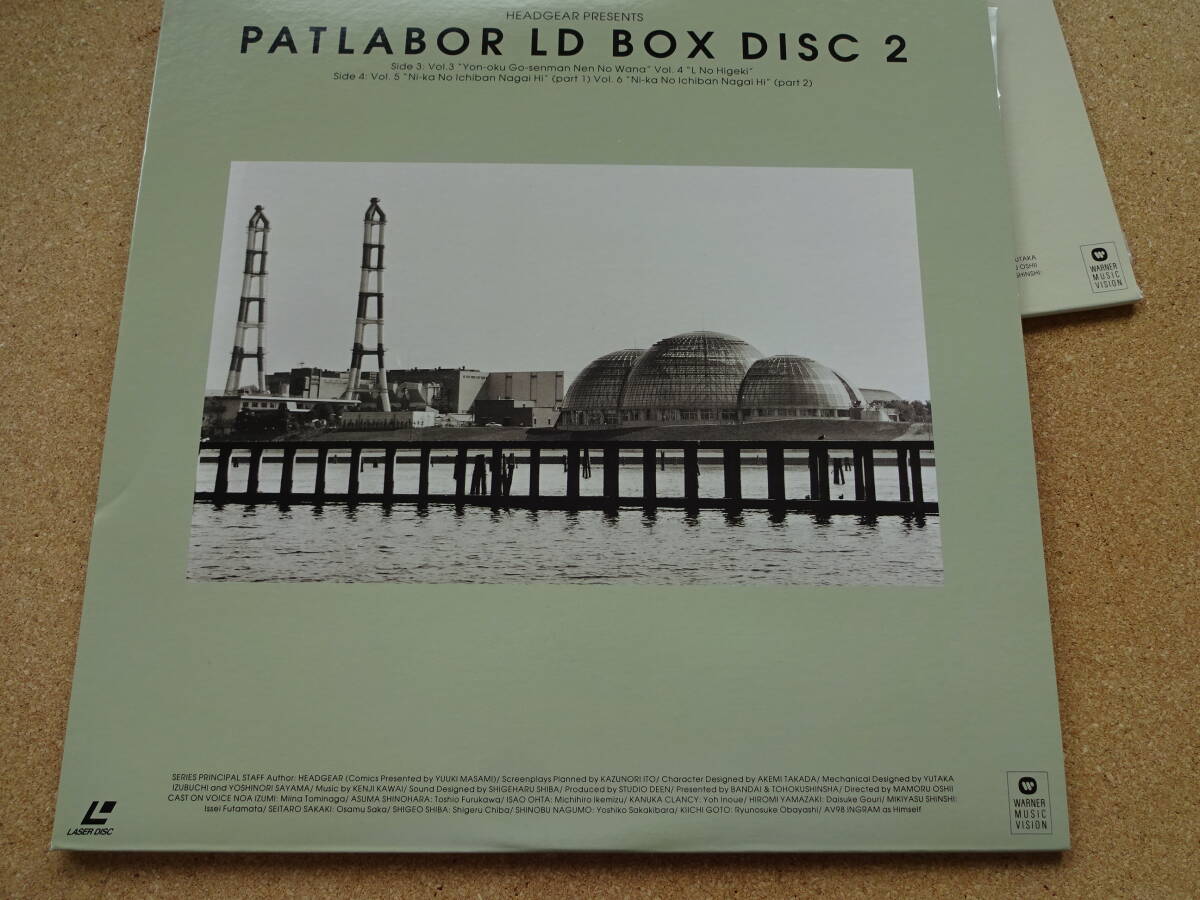 HEADGEAR PRESENTS
PATLABOR LD BOX DISC 2
Side 3: Vol.3 "Yon-oku Go-senman Nen No Wana" Vol. 4 "L No Higeki"
Side 4: Vol. 5 "Ni-ka No Ichiban Nagai Hi" (part 1) Vol. 6 "Ni-ka No Ichiban Nagai Hi" (part 2)
UTAKA
OSHII
SHINSHI
WARNER
MUSIC
VISION
SERIES PRINCIPAL STAFF Author: HEADGEAR (Comics Presented by YUUKI MASAMI)/ Screenplays Planned by KAZUNORI ITO/ Character Designed by AKEMI TAKADA/ Mechanical Designed by YUTAKA
IZUBUCHI and YOSHINORI SAYAMA/ Music by KENJI KAWAI/ Sound Designed by SHIGEHARU SHIBA/ Produced by STUDIO DEEN/ Presented by BANDAI & TOHOKUSHINSHA/ Directed by MAMORU OSHII
CAST ON VOICE NOA IZUMI: Miina Tominaga/ ASUMA SHINOHARA: Toshio Furukawa/ ISAO OHTA: Michihiro Ikemizu/ KANUKA CLANCY: Yoh Inoue/ HIROMI YAMAZAKI: Daisuke Gouri/ MIKIYASU SHINSHI:
Issei Futamata/ SEITARO SAKAKI: Osamu Saka/ SHIGEO SHIBA: Shigeru Chiba/ SHINOBU NAGUMO: Yoshiko Sakakibara/ KIICHI GOTO: Ryunosuke Obayashi/ AV98 INGRAM as Himself
LASER DISC
WARNER
MUSIC
VISION